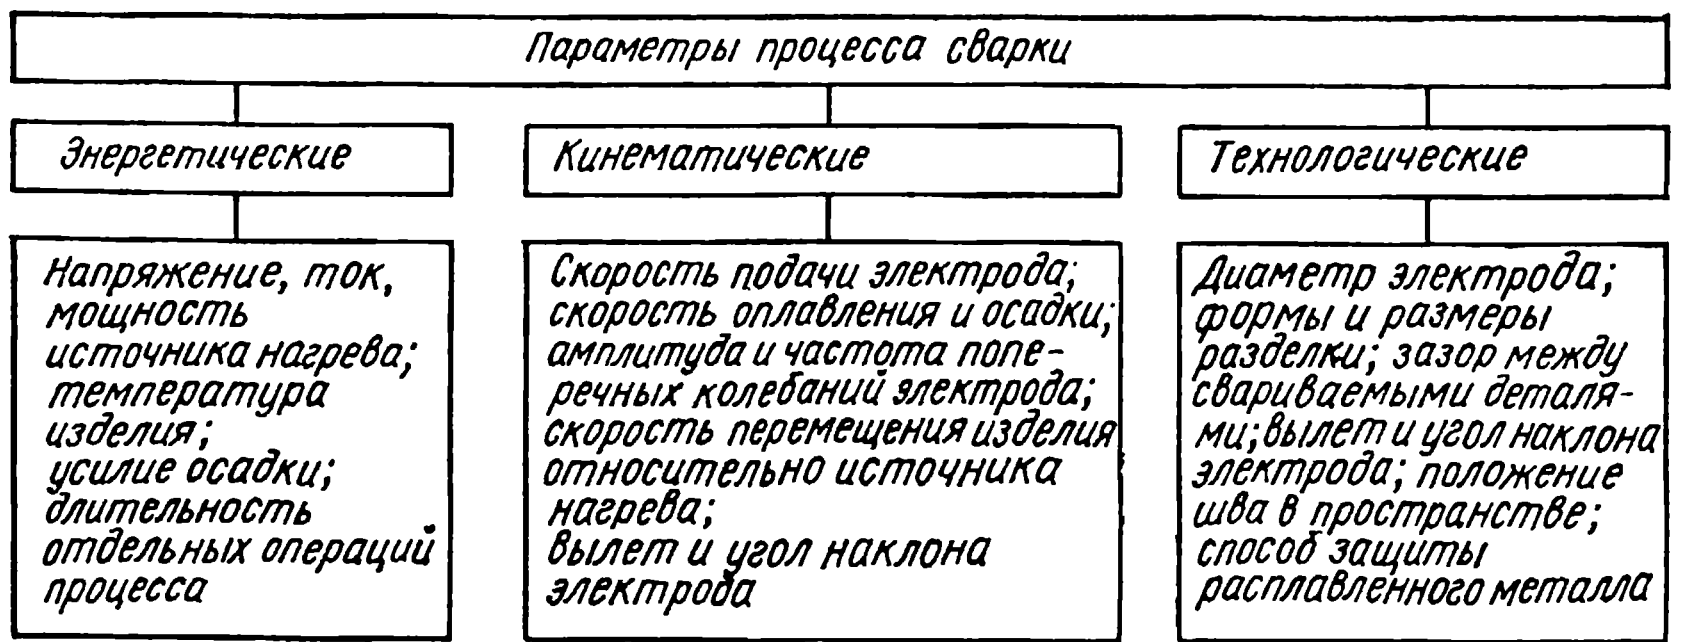 Параметры процесса сварки
Энергетические
Кинематические
Технологические
Напряжение, ток,
мощность
источника нагрева;
температура
изделия;
усилие осадки;
длительность
отдельных операций
процесса
Скорость подачи электрода;
скорость оплавления и осадки;
амплитуда и частота попе-
речных колебаний электрода;
скорость перемещения изделия
относительно источника
нагрева;
вылет и угол наклона
электрода
Диаметр электрода;
формы и размеры
разделки; зазор между
свариваемыми деталя-
ми; вылет и угол наклона
электрода; положение
шва в пространстве;
способ защиты
расплавленного металла